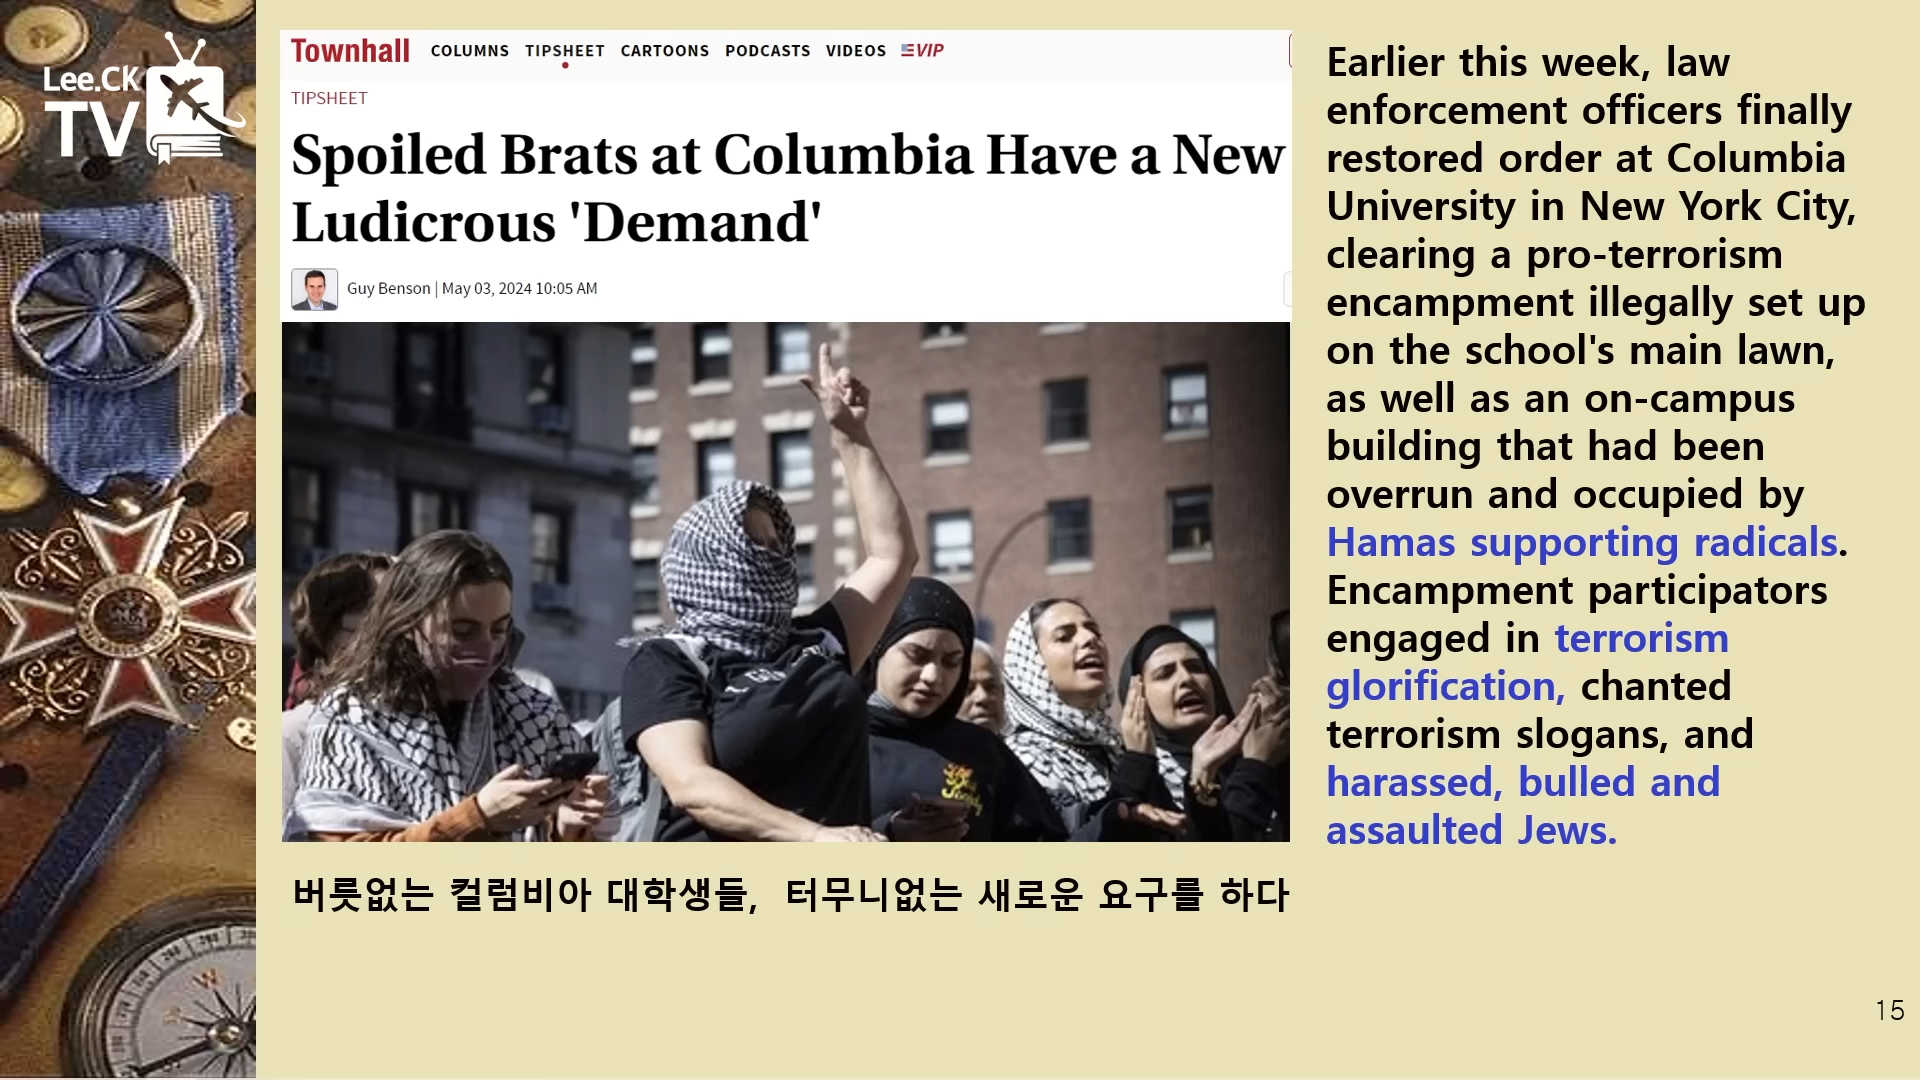 Lee.CK
TV
Townhall COLUMNS TIPSHEET CARTOONS PODCASTS VIDEOS VIP
TIPSHEET
Spoiled Brats at Columbia Have a New
Ludicrous 'Demand'
Guy Benson | May 03, 2024 10:05 AM
버릇없는 컬럼비아 대학생들, 터무니없는 새로운 요구를 하다
Earlier this week, law
enforcement officers finally
restored order at Columbia
University in New York City,
clearing a pro-terrorism
encampment illegally set up
on the school's main lawn,
as well as an on-campus
building that had been
overrun and occupied by
Hamas supporting radicals.
Encampment participators
engaged in terrorism
glorification, chanted
terrorism slogans, and
harassed, bulled and
assaulted Jews.
15